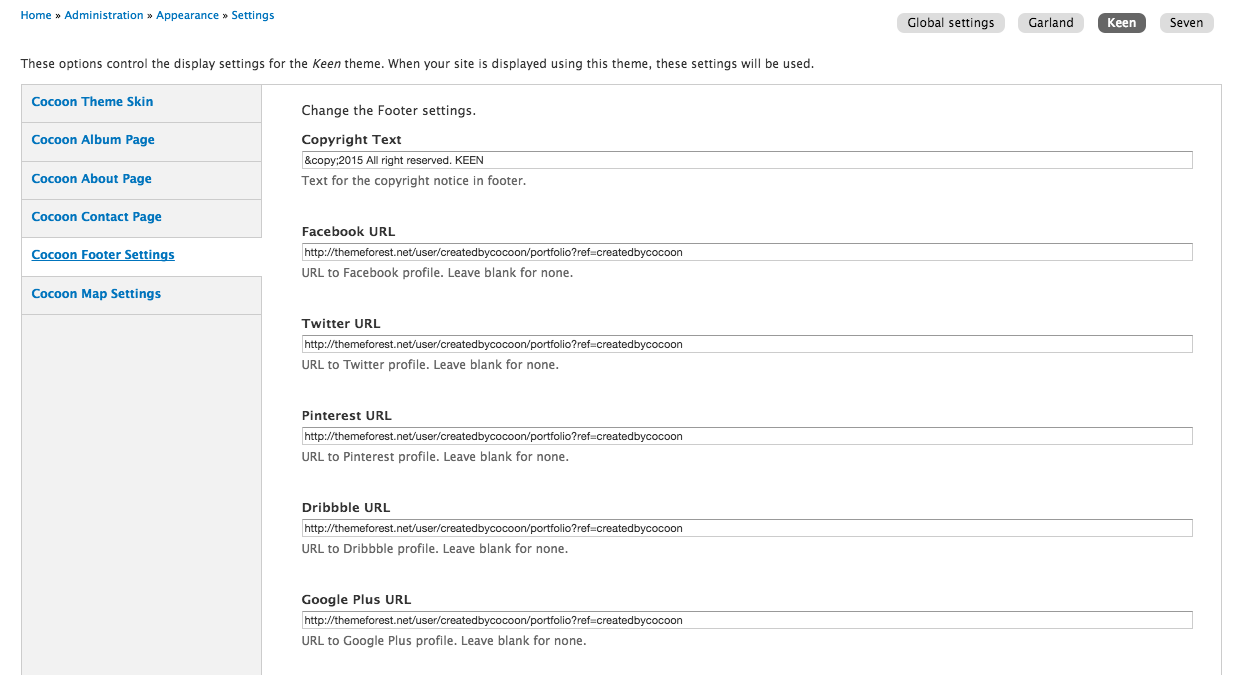 Home » Administration » Appearance » Settings
Global settings Garland Keen Seven
These options control the display settings for the Keen theme. When your site is displayed using this theme, these settings will be used.
Cocoon Theme Skin
Cocoon Album Page
Cocoon About Page
Cocoon Contact Page
Cocoon Footer Settings
Cocoon Map Settings
Change the Footer settings.
Copyright Text
&copy;2015 All right reserved. KEEN
Text for the copyright notice in footer.
Facebook URL
http://themeforest.net/user/createdbycocoon/portfolio?ref=createdbycocoon
URL to Facebook profile. Leave blank for none.
Twitter URL
http://themeforest.net/user/createdbycocoon/portfolio?ref=createdbycocoon
URL to Twitter profile. Leave blank for none.
Pinterest URL
http://themeforest.net/user/createdbycocoon/portfolio?ref=createdbycocoon
URL to Pinterest profile. Leave blank for none.
Dribbble URL
http://themeforest.net/user/createdbycocoon/portfolio?ref=createdbycocoon
URL to Dribbble profile. Leave blank for none.
Google Plus URL
http://themeforest.net/user/createdbycocoon/portfolio?ref=createdbycocoon
URL to Google Plus profile. Leave blank for none.